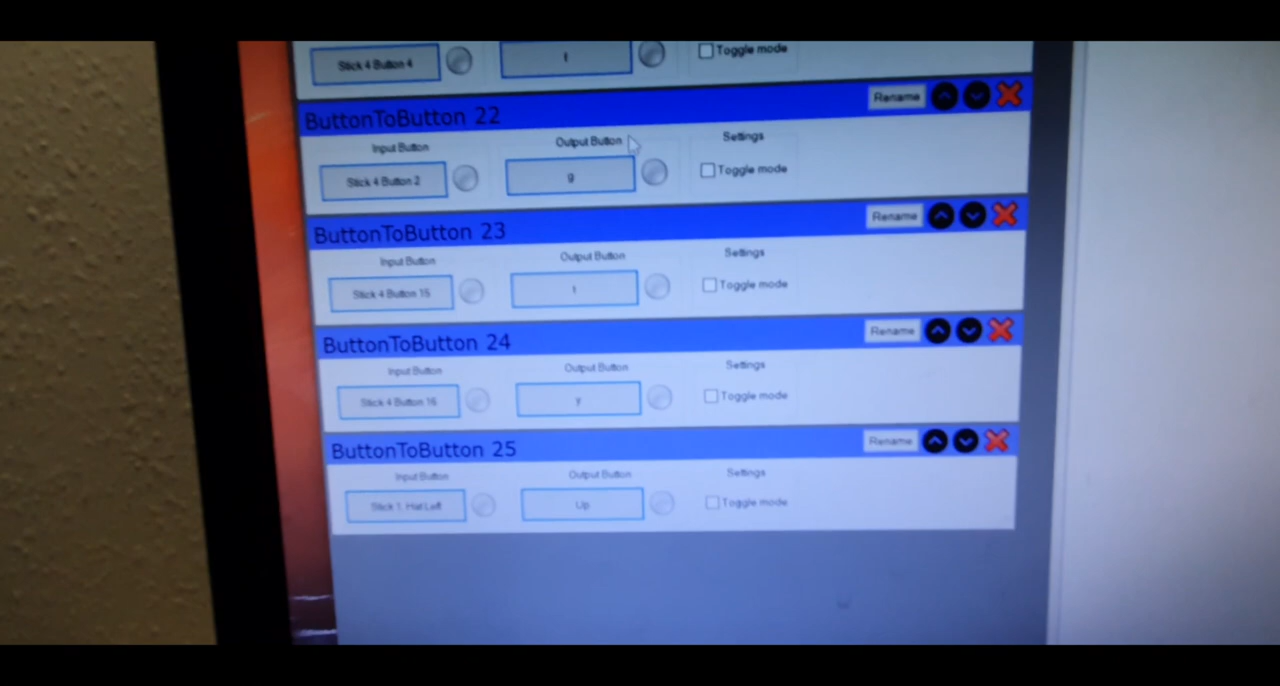 Stick 4 Button 4
Toggle mode
ButtonToButton 22
Rename
Input Button
Output Button
Settings
Stick 4 Button 2
g
Toggle mode
ButtonToButton 23
Rename
Input Button
Output Button
Settings
Stick 4 Button 15
Toggle mode
ButtonToButton 24
Rename
Input Button
Output Button
Settings
Stick 4 Button 16
y
Toggle mode
ButtonToButton 25
Rename
Input Button
Output Button
Settings
Stick 1, Hat Left
Up
Toggle mode